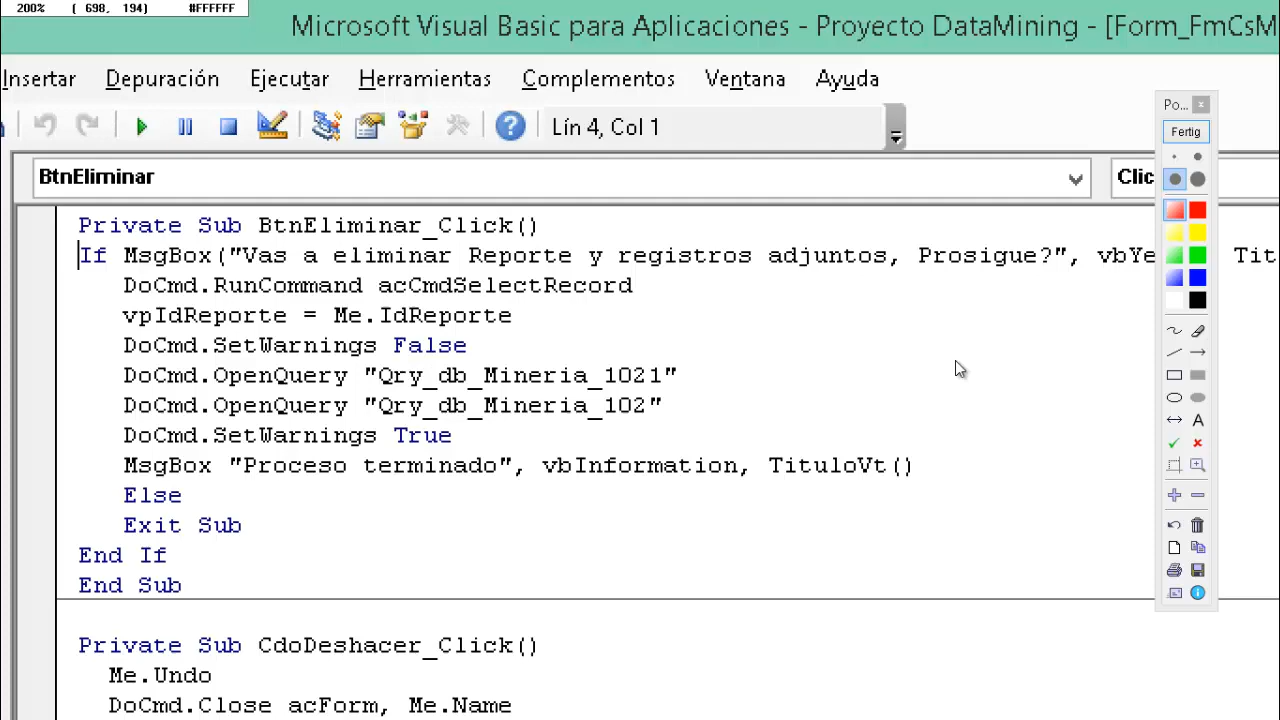 200% ( 698, 194) #FFFFFF
Microsoft Visual Basic para Aplicaciones - Proyecto DataMining - [Form_FmCsM
Insertar Depuración Ejecutar Herramientas Complementos Ventana Ayuda
Lín 4, Col 1
Po...
Fertig
BtnEliminar
Clic
Private Sub BtnEliminar_Click()
If MsgBox("Vas a eliminar Reporte y registros adjuntos, Prosigue?", vbYe Tit
DoCmd.RunCommand acCmdSelectRecord
vpIdReporte = Me.IdReporte
DoCmd.SetWarnings False
DoCmd.OpenQuery "Qry_db_Mineria_1021"
DoCmd.OpenQuery "Qry_db_Mineria_102"
DoCmd.SetWarnings True
MsgBox "Proceso terminado", vbInformation, TituloVt()
Else
Exit Sub
End If
End Sub
Private Sub CdoDeshacer_Click()
Me.Undo
DoCmd.Close acForm, Me.Name